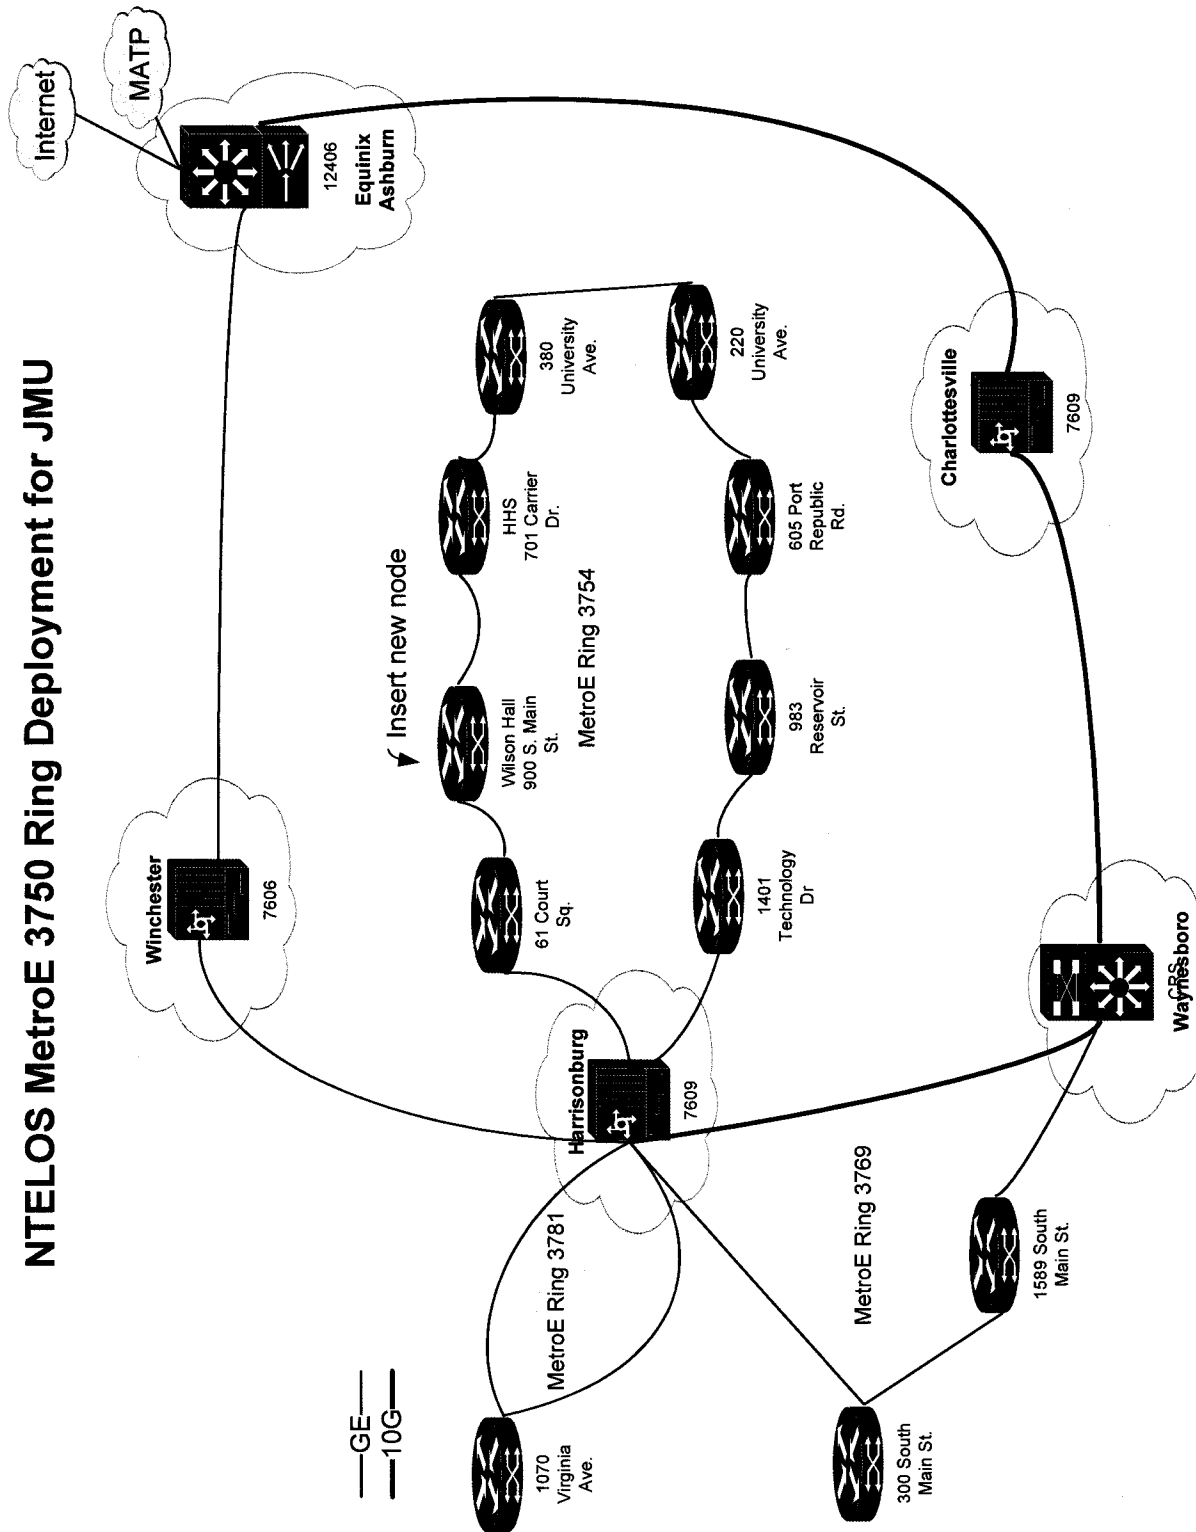 NTELOS MetroE 3750 Ring Deployment for JMU
Internet
MATP
12406
Equinix
Ashburn
Winchester
7606
GE
10G
Insert new node
61 Court
Sq.
Wilson Hall
900 S. Main
St.
HHS
701 Carrier
Dr.
380
University
Ave.
MetroE Ring 3754
220
University
Ave.
605 Port
Republic
Rd.
983
Reservoir
St.
1401
Technology
Dr
Harrisonburg
7609
1070
Virginia
Ave.
MetroE Ring 3781
MetroE Ring 3769
300 South
Main St.
1589 South
Main St.
Charlottesville
7609
CRS
Waynesboro